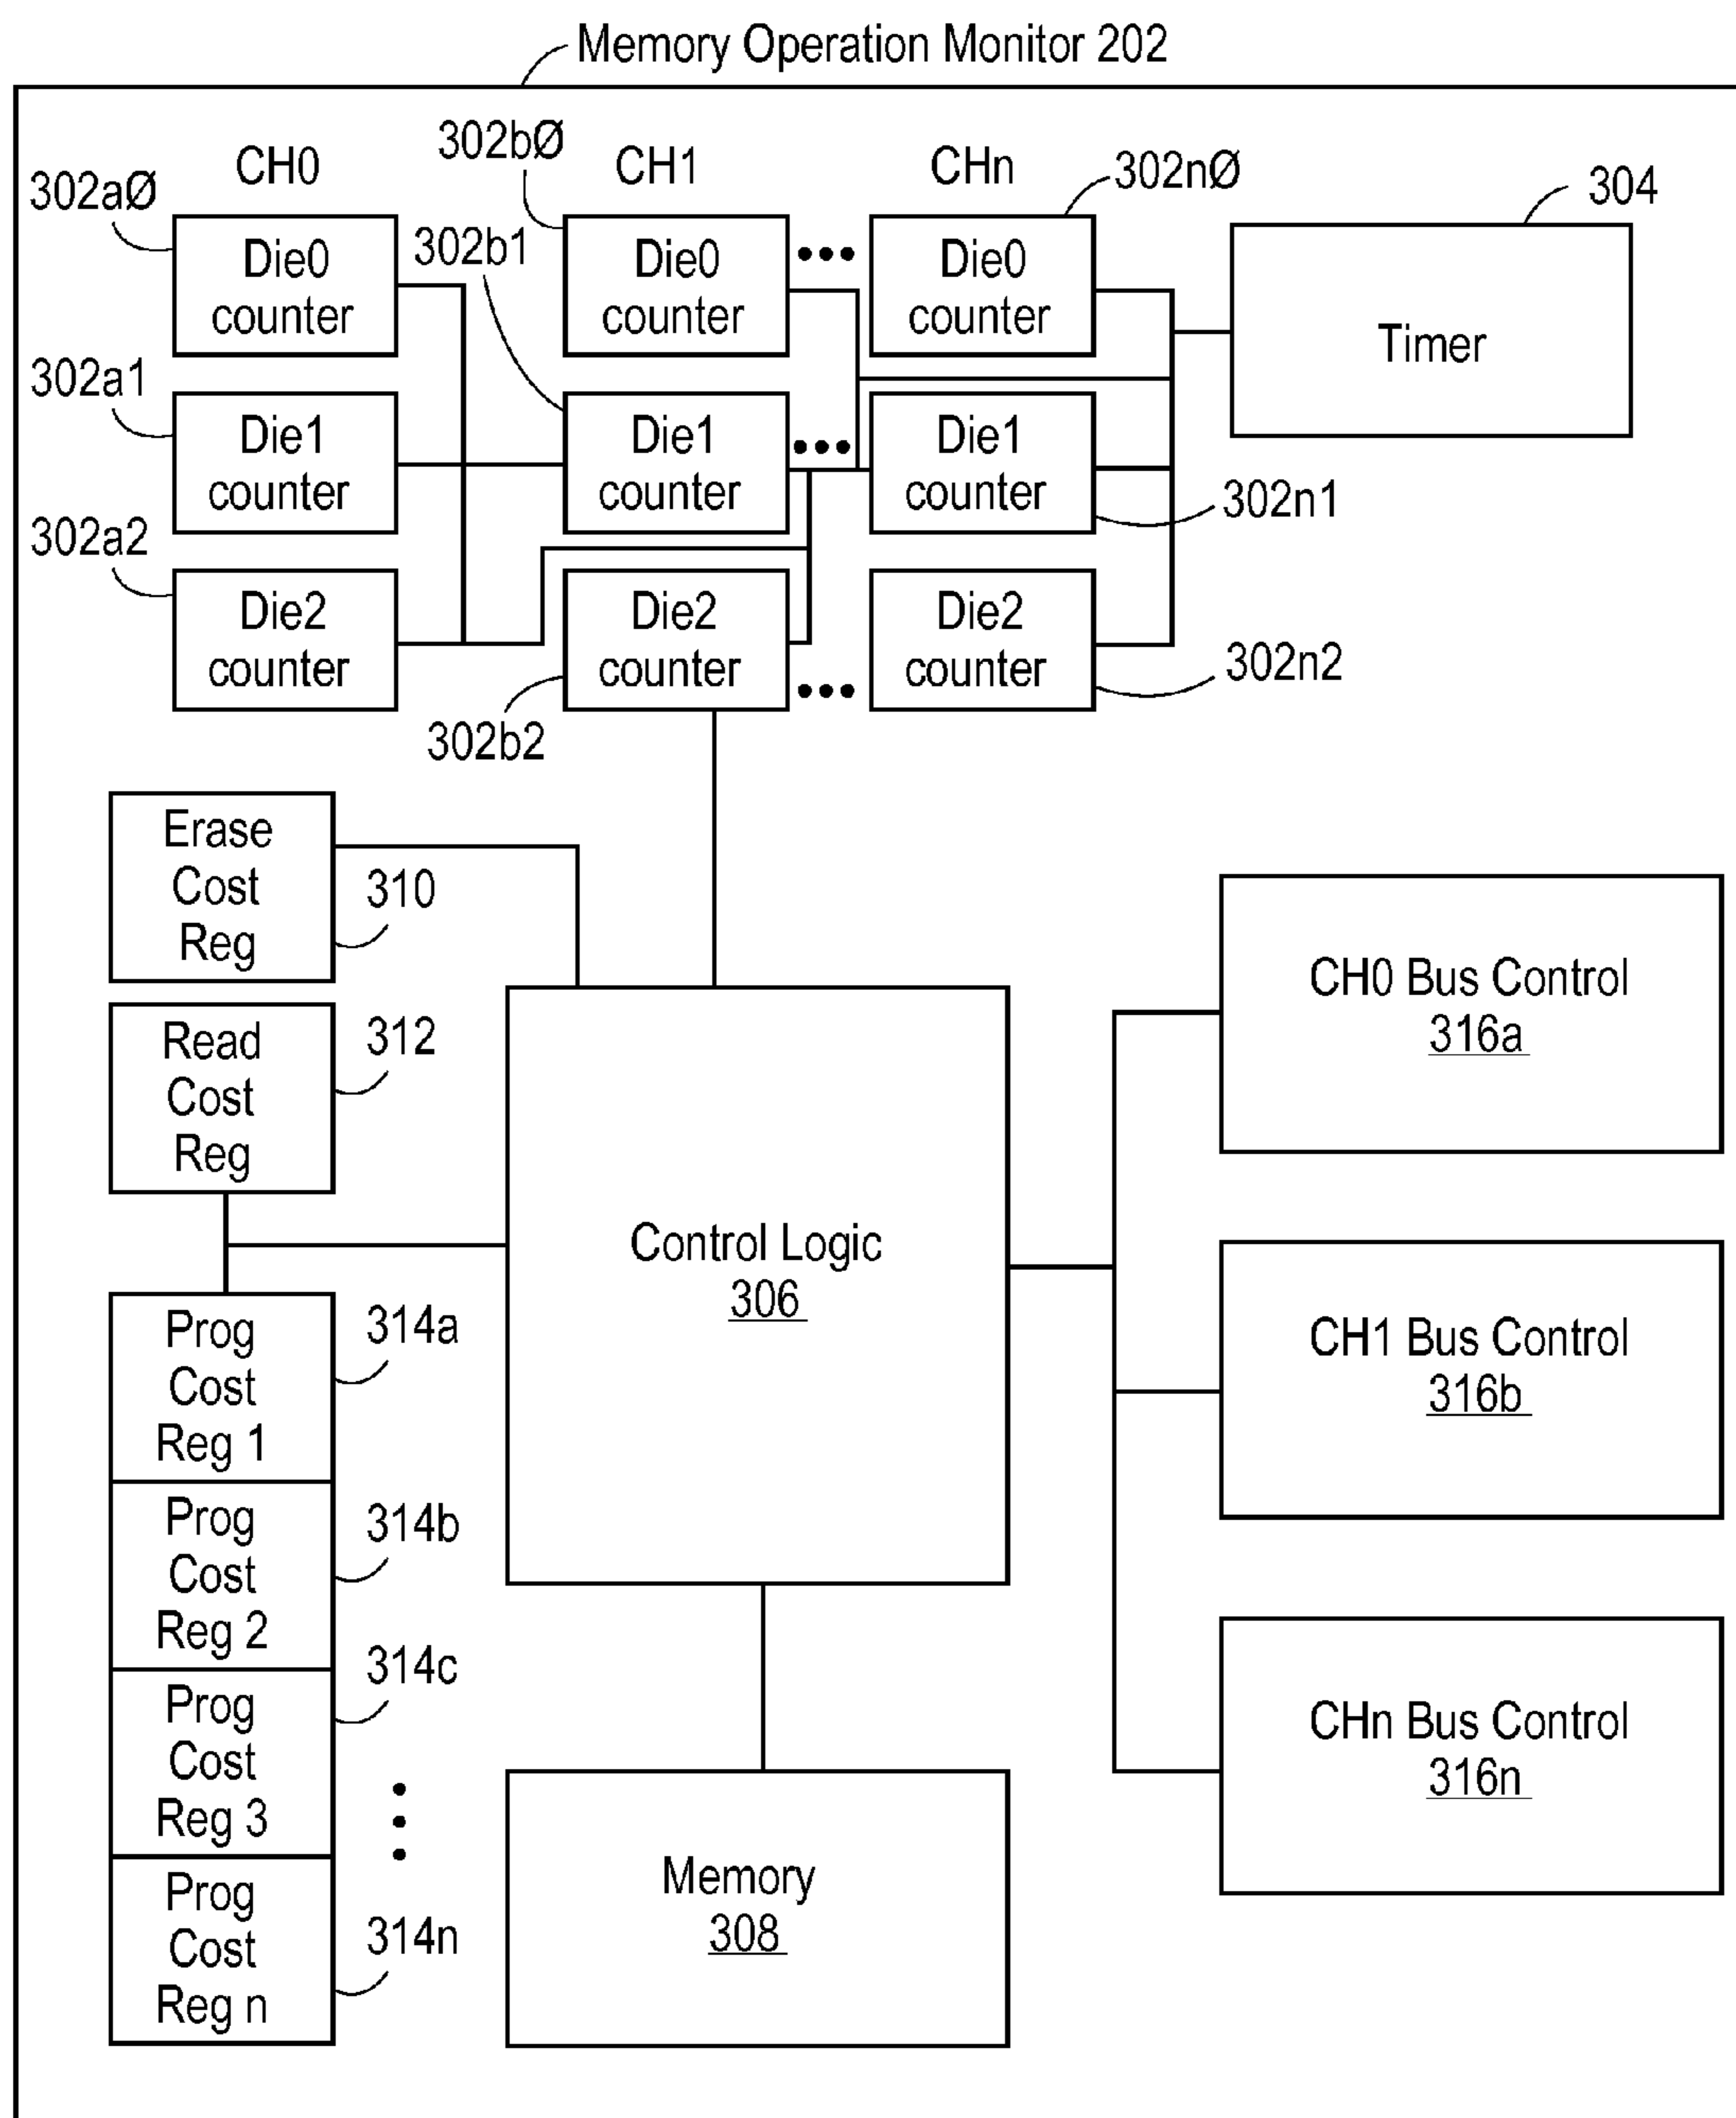 Memory Operation Monitor 202
302aØ
CH0
302bØ
CH1
CHn
302nØ
304
Die0
counter
302b1
Die0
counter
Die0
counter
Timer
302a1
Die1
counter
Die1
counter
Die1
counter
302n1
302a2
Die2
counter
Die2
counter
Die2
counter
302n2
302b2
Erase
Cost
Reg
310
Read
Cost
Reg
312
Prog
Cost
Reg 1
314a
Prog
Cost
Reg 2
314b
Prog
Cost
Reg 3
314c
Prog
Cost
Reg n
314n
Control Logic
306
Memory
308
CH0 Bus Control
316a
CH1 Bus Control
316b
CHn Bus Control
316n